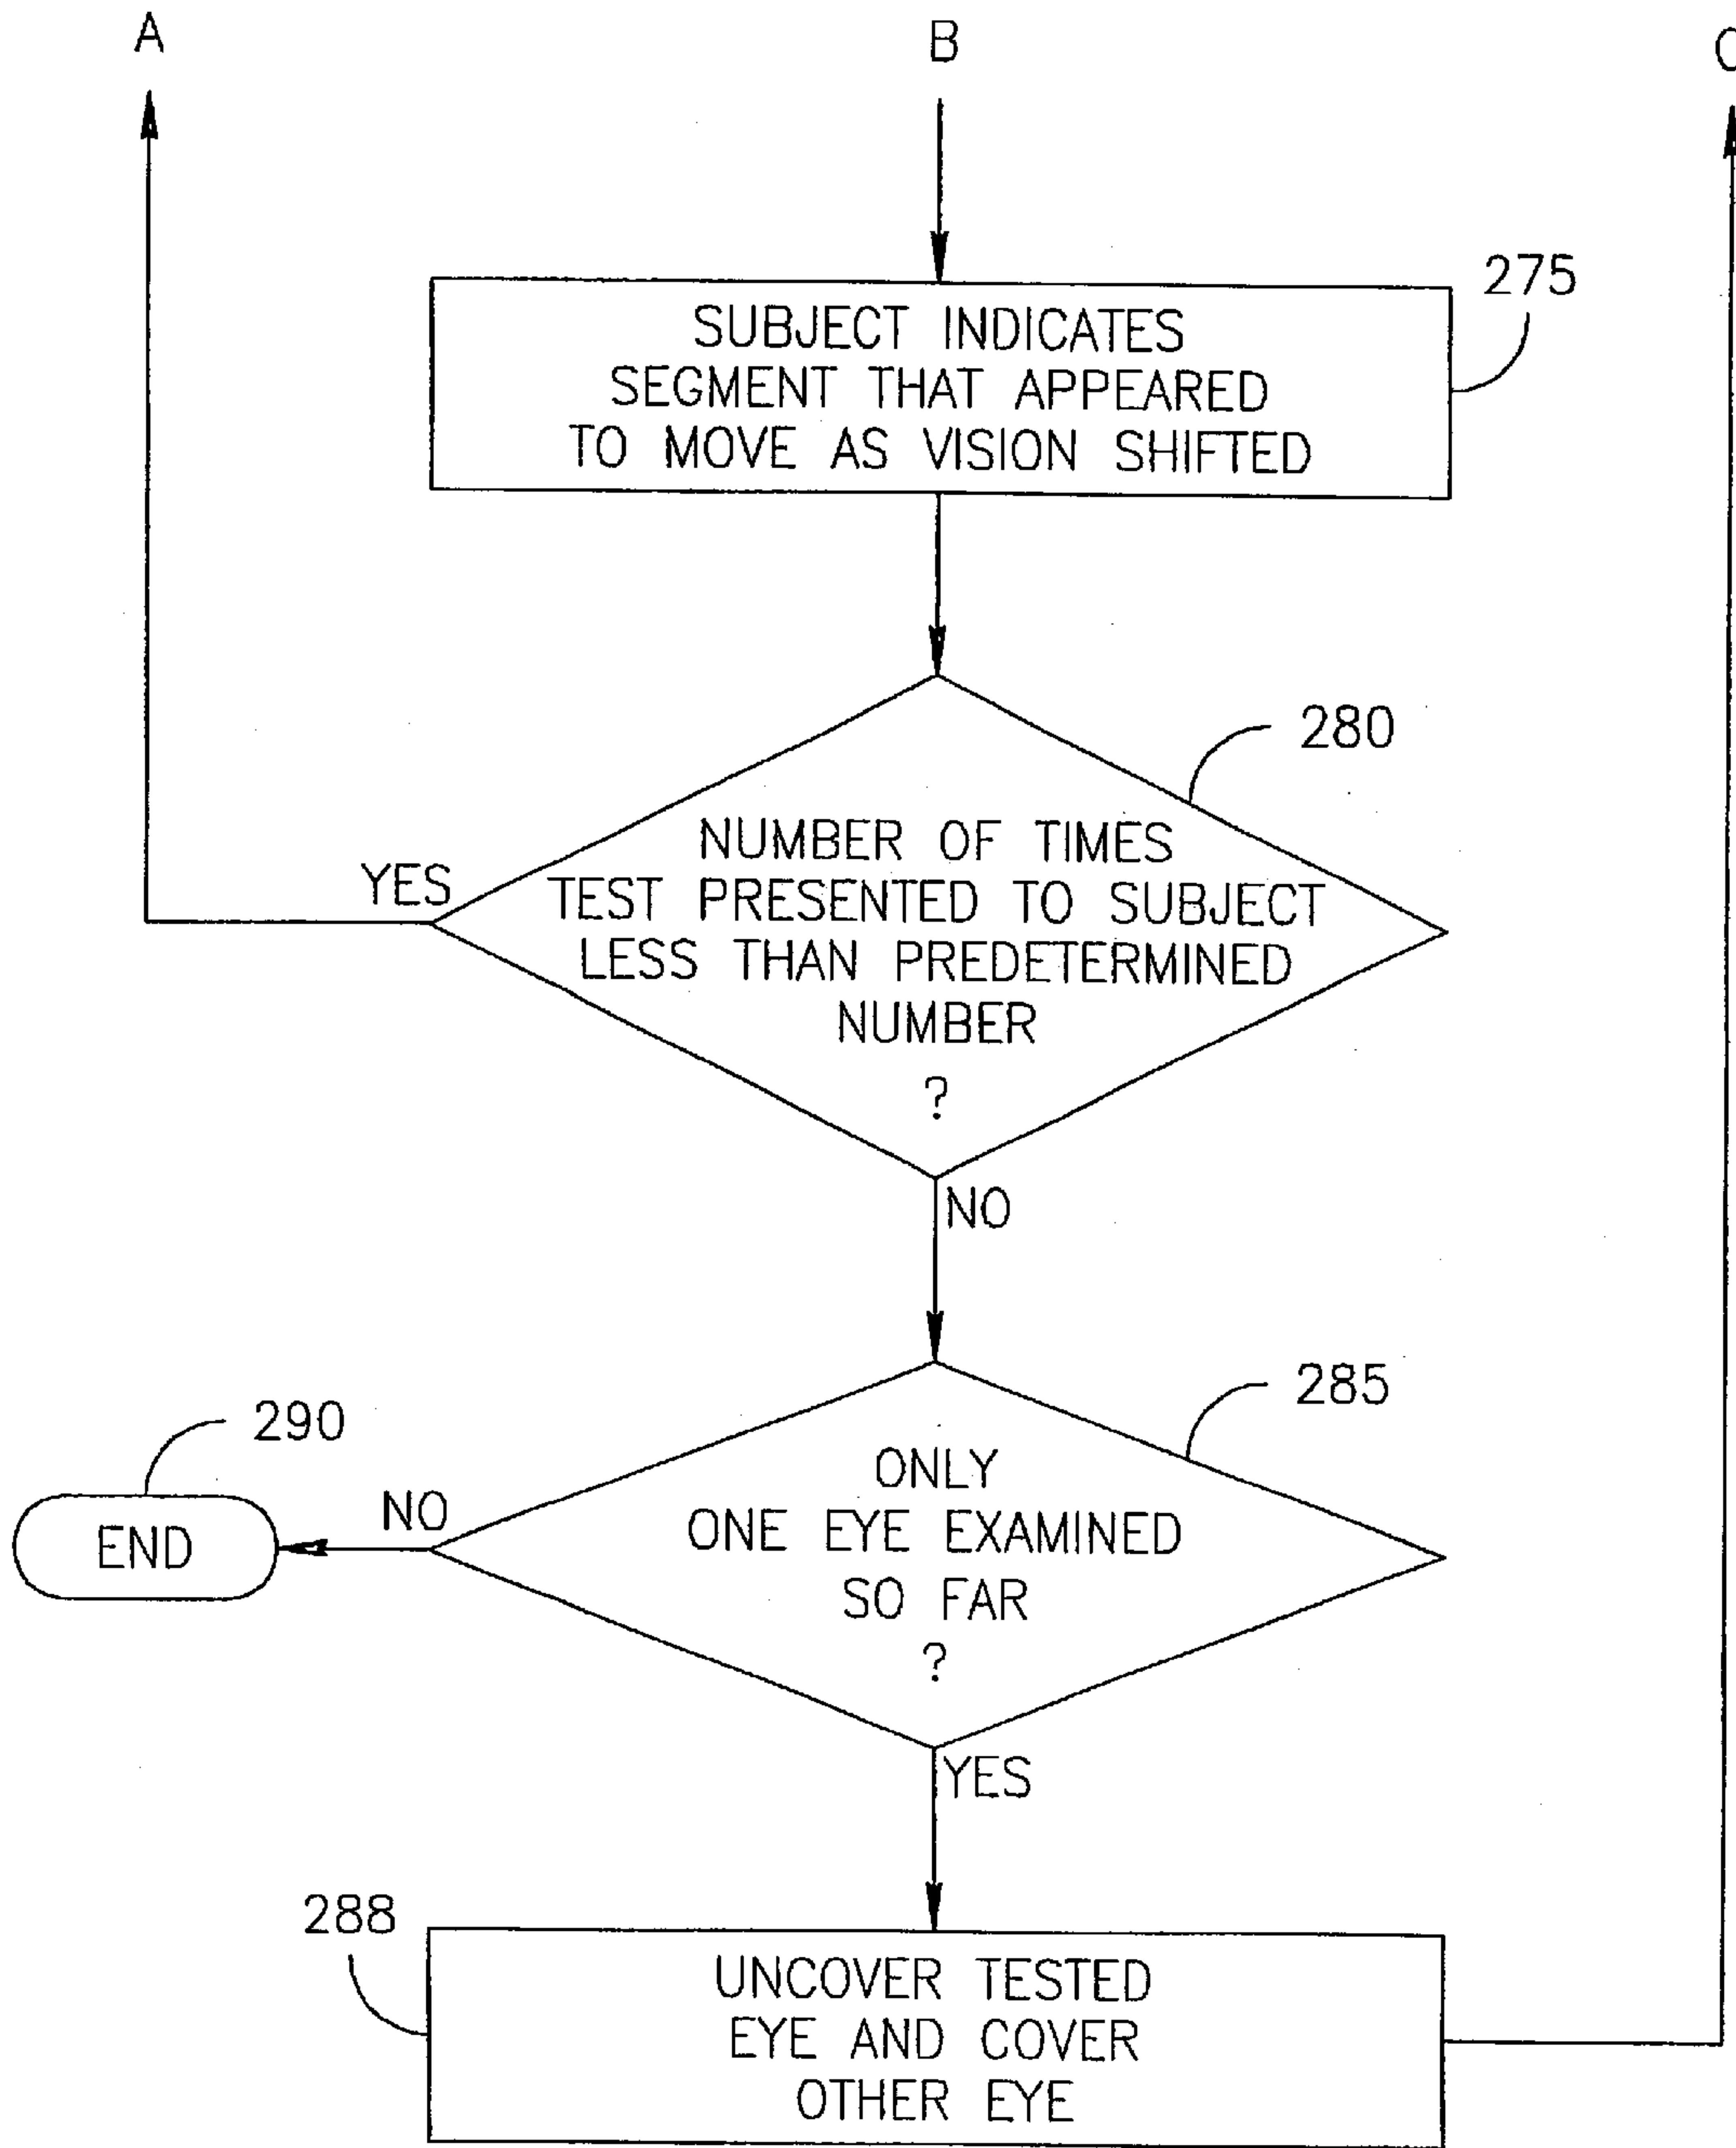 A
B
C
275
SUBJECT INDICATES
SEGMENT THAT APPEARED
TO MOVE AS VISION SHIFTED
280
NUMBER OF TIMES
TEST PRESENTED TO SUBJECT
LESS THAN PREDETERMINED
NUMBER
?
YES
NO
285
290
ONLY
ONE EYE EXAMINED
SO FAR
?
NO
END
YES
288
UNCOVER TESTED
EYE AND COVER
OTHER EYE